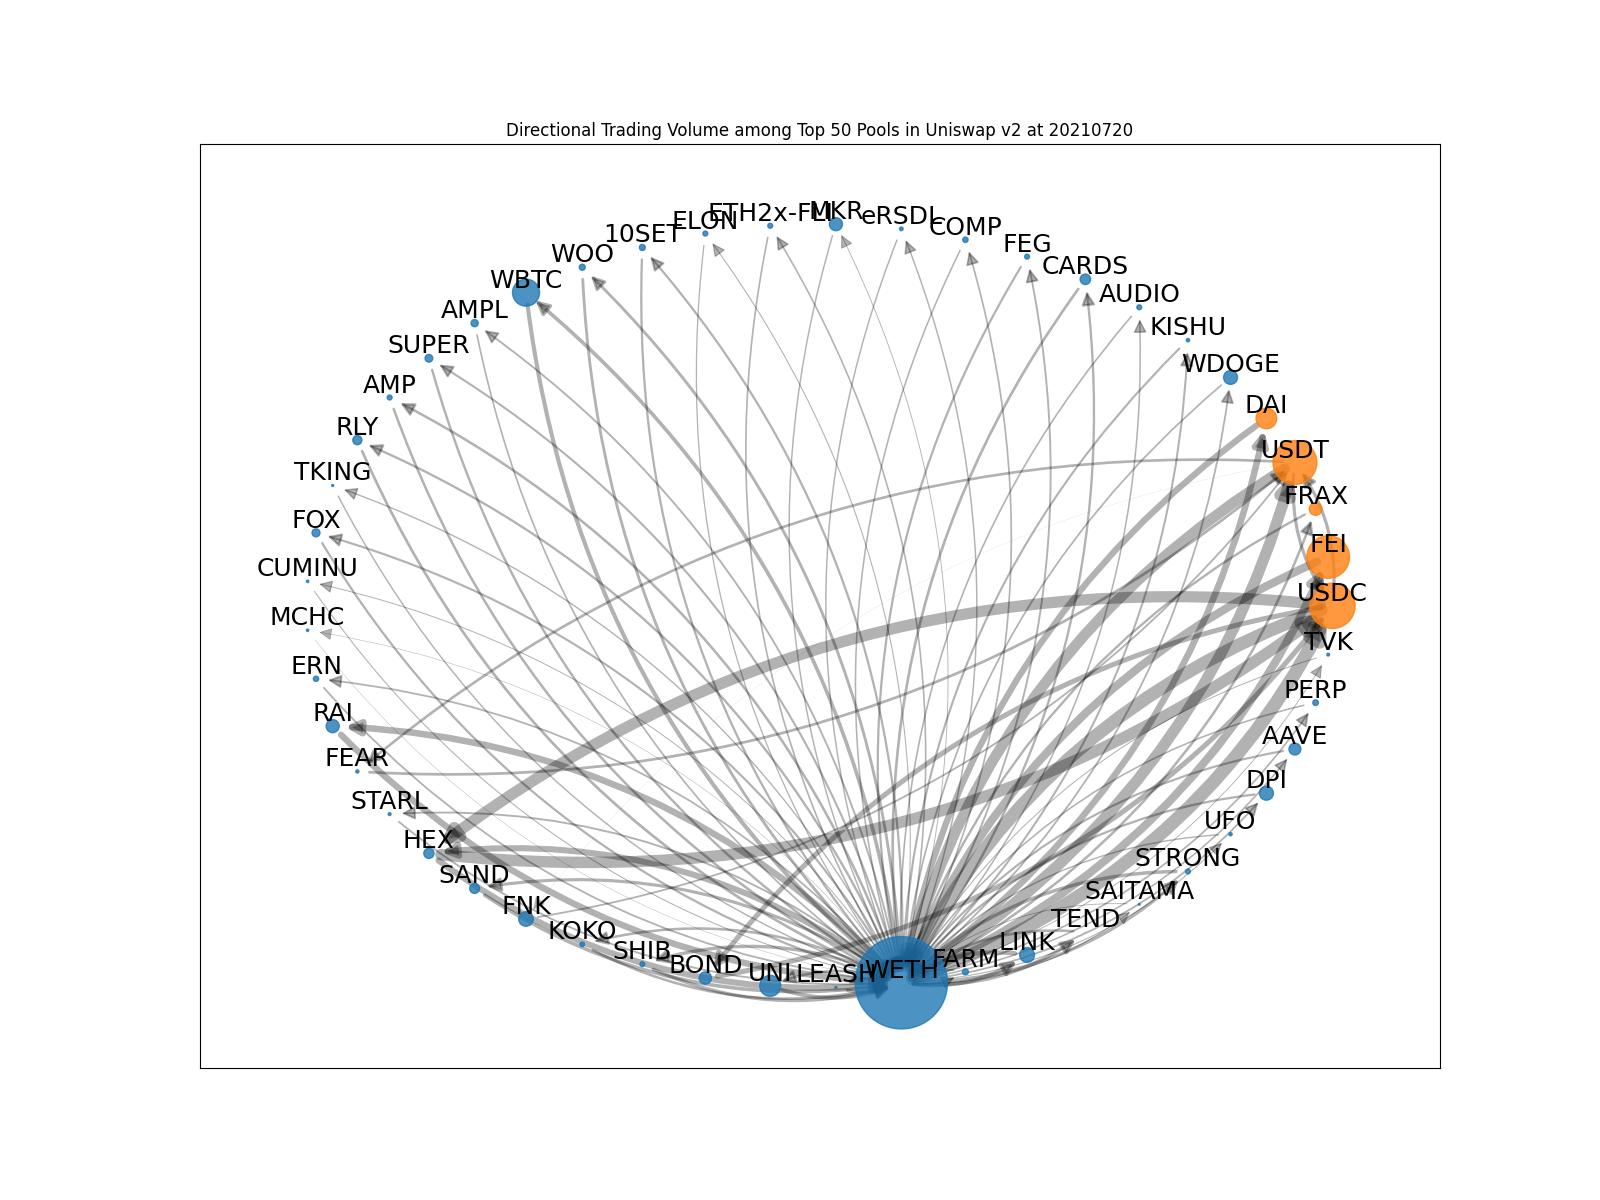 Directional Trading Volume among Top 50 Pools in Uniswap v2 at 20210720
MKR
ETH2x-FLI
eRSDL
ELON
COMP
10SET
FEG
WOO
CARDS
WBTC
AUDIO
AMPL
KISHU
SUPER
WDOGE
AMP
DAI
RLY
USDT
TKING
FRAX
FOX
FEI
CUMINU
USDC
MCHC
TVK
ERN
PERP
RAI
AAVE
FEAR
DPI
STARL
UFO
HEX
STRONG
SAND
SAITAMA
FNK
TEND
KOKO
LINK
SHIB
FARM
BOND
WETH
UNI
LEASH